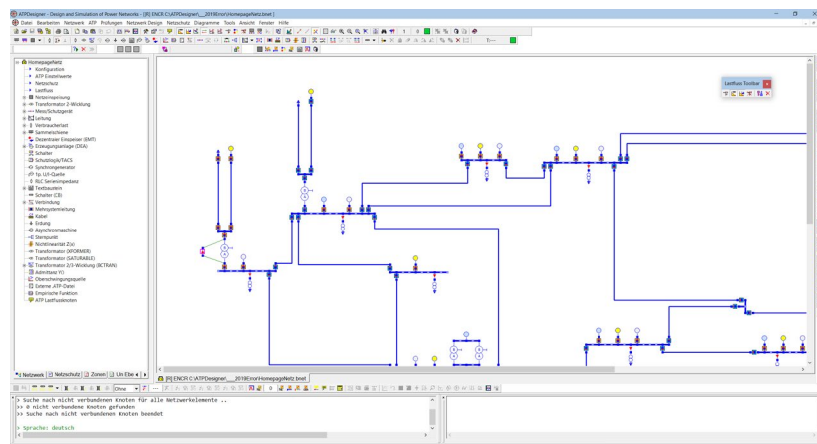 ATPDesigner - Design and Simulation of Power Networks - [R] ENCR C:\ATPDesigner\___2019Error\HomepageNetz.bnet ]
Datei Bearbeiten Netzwerk ATP Prüfungen Netzwerk Design Netzschutz Diagramme Tools Ansicht Fenster Hilfe
HomepageNetz
Konfiguration
ATP Einstellwerte
Netzschutz
Lastfluss
Netzeinspeisung
Transformator 2-Wicklung
Mess/Schutzgerät
Leitung
Verbraucherlast
Sammelschiene
Dezentraler Einspeiser (EMT)
Erzeugungsanlage (DEA)
Schalter
Schutzlogik/TACS
Synchrongenerator
1p. U/I-Quelle
RLC Serienimpedanz
Textbaustein
Schalter (CB)
Verbindung
Mehrsystemleitung
Kabel
Erdung
Asynchronmaschine
Sternpunkt
Nichtlinearität Z(o)
Transformator (XFORMER)
Transformator (SATURABLE)
Transformator 2/3-Wicklung (BCTRAN)
Admittanz Y()
Oberschwingungsquelle
Externe .ATP-Datei
Empirische Funktion
ATP Lastflussknoten
Lastfluss Toolbar
Netzwerk Netzschutz Zonen Un Ebe
[R] ENCR C:\ATPDesigner\___2019Error\HomepageNetz.bnet
Ohne
> Suche nach nicht verbundenen Knoten für alle Netzwerkelemente ..
>> 0 nicht verbundene Knoten gefunden
>> Suche nach nicht verbundenen Knoten beendet
> Sprache: deutsch